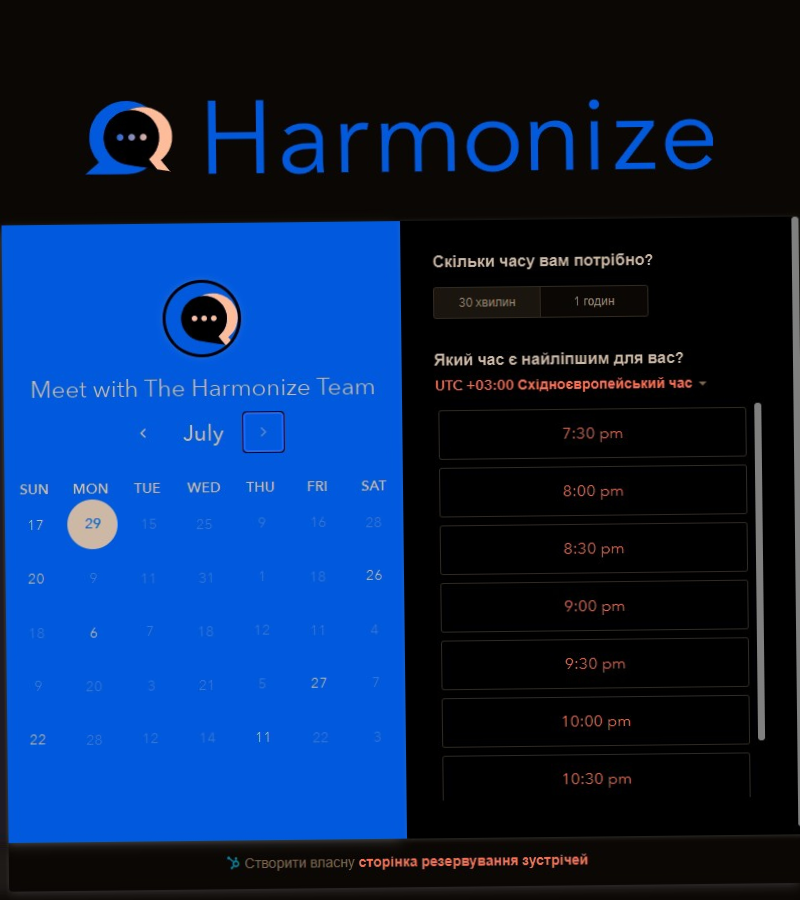 Harmonize
Meet with The Harmonize Team
July
SUN MON TUE WED THU FRI SAT
17 29 15 25 9 16 28
20 9 11 31 1 18 26
18 6 7 18 12 11 4
9 20 3 21 5 27 7
22 28 12 14 11 22 3
Скільки часу вам потрібно?
30 хвилин 1 годин
Який час є найліпшим для вас?
UTC +03:00 Східноєвропейський час
7:30 pm
8:00 pm
8:30 pm
9:00 pm
9:30 pm
10:00 pm
10:30 pm
Створити власну сторінка резервування зустрічей